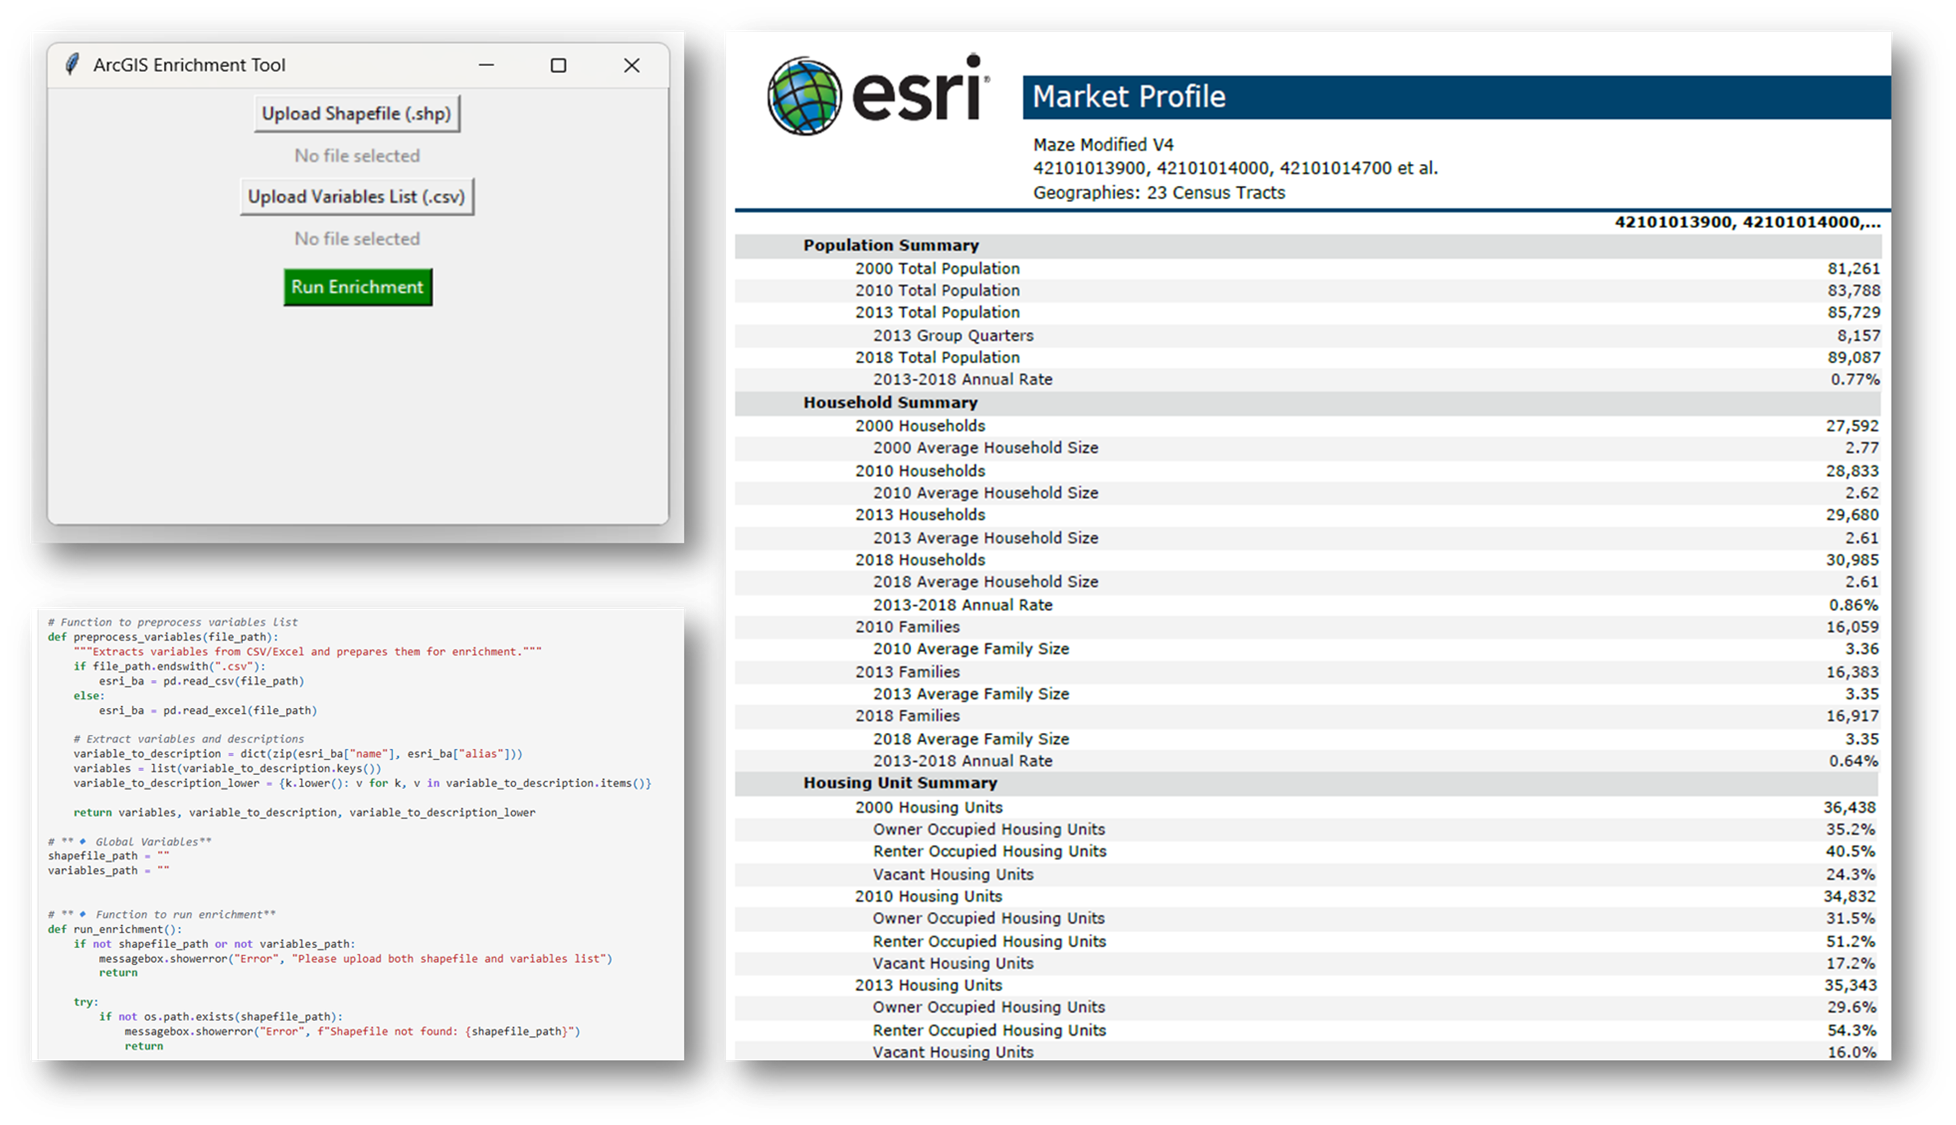 ArcGIS Enrichment Tool
Upload Shapefile (.shp)
No file selected
Upload Variables List (.csv)
No file selected
Run Enrichment
# Function to preprocess variables list
def preprocess_variables(file_path):
    """Extracts variables from CSV/Excel and prepares them for enrichment."""
    if file_path.endswith(".csv"):
        esri_ba = pd.read_csv(file_path)
    else:
        esri_ba = pd.read_excel(file_path)
    # Extract variables and descriptions
    variable_to_description = dict(zip(esri_ba["name"], esri_ba["alias"]))
    variables = list(variable_to_description.keys())
    variable_to_description_lower = {k.lower(): v for k, v in variable_to_description.items()}
    return variables, variable_to_description, variable_to_description_lower
# ** 🔹 Global Variables**
shapefile_path = ""
variables_path = ""
# ** 🔹 Function to run enrichment**
def run_enrichment():
    if not shapefile_path or not variables_path:
        messagebox.showerror("Error", "Please upload both shapefile and variables list")
        return
    try:
        if not os.path.exists(shapefile_path):
            messagebox.showerror("Error", f"Shapefile not found: {shapefile_path}")
            return
esri®
Market Profile
Maze Modified V4
42101013900, 42101014000, 42101014700 et al.
Geographies: 23 Census Tracts
42101013900, 42101014000,...
Population Summary
2000 Total Population 81,261
2010 Total Population 83,788
2013 Total Population 85,729
2013 Group Quarters 8,157
2018 Total Population 89,087
2013-2018 Annual Rate 0.77%
Household Summary
2000 Households 27,592
2000 Average Household Size 2.77
2010 Households 28,833
2010 Average Household Size 2.62
2013 Households 29,680
2013 Average Household Size 2.61
2018 Households 30,985
2018 Average Household Size 2.61
2013-2018 Annual Rate 0.86%
2010 Families 16,059
2010 Average Family Size 3.36
2013 Families 16,383
2013 Average Family Size 3.35
2018 Families 16,917
2018 Average Family Size 3.35
2013-2018 Annual Rate 0.64%
Housing Unit Summary
2000 Housing Units 36,438
Owner Occupied Housing Units 35.2%
Renter Occupied Housing Units 40.5%
Vacant Housing Units 24.3%
2010 Housing Units 34,832
Owner Occupied Housing Units 31.5%
Renter Occupied Housing Units 51.2%
Vacant Housing Units 17.2%
2013 Housing Units 35,343
Owner Occupied Housing Units 29.6%
Renter Occupied Housing Units 54.3%
Vacant Housing Units 16.0%